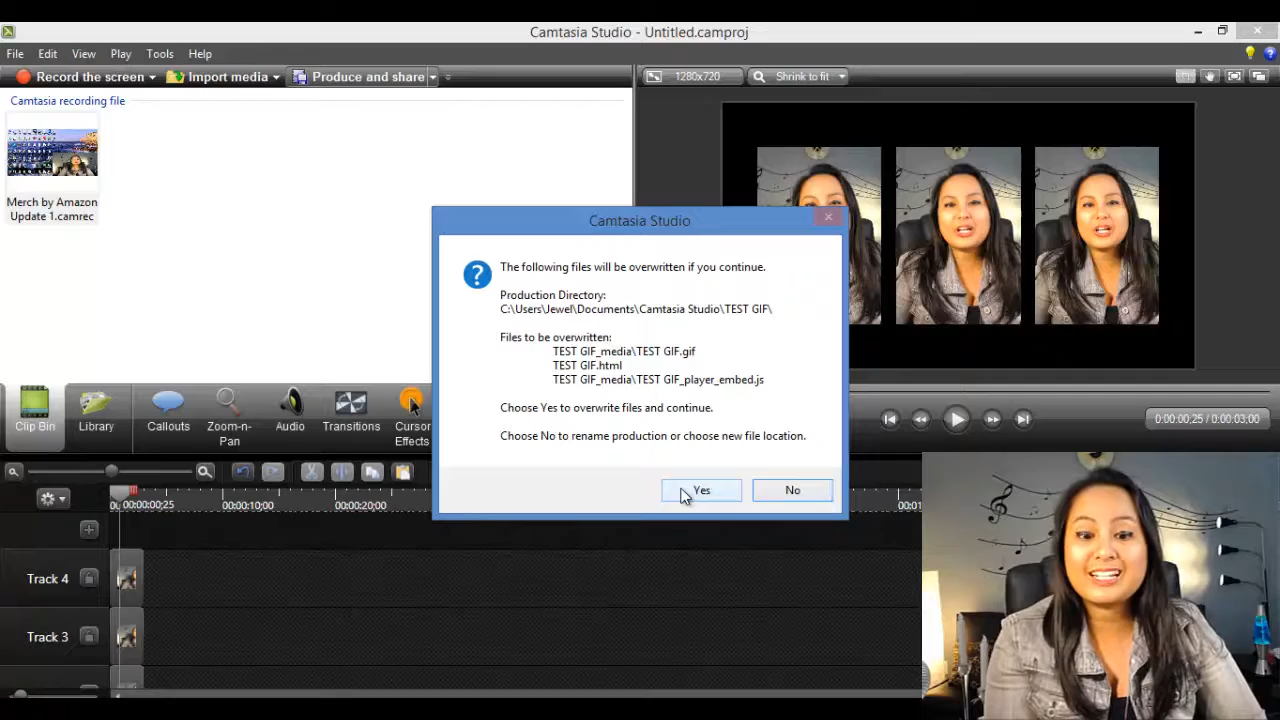 Camtasia Studio - Untitled.camproj
File Edit View Play Tools Help
Record the screen Import media Produce and share
1280x720 Shrink to fit
Camtasia recording file
Merch by Amazon
Update 1.camrec
Camtasia Studio
The following files will be overwritten if you continue.
Production Directory:
C:\Users\Jewel\Documents\Camtasia Studio\TEST GIF\
Files to be overwritten:
TEST GIF_media\TEST GIF.gif
TEST GIF.html
TEST GIF_media\TEST GIF_player_embed.js
Choose Yes to overwrite files and continue.
Choose No to rename production or choose new file location.
Yes No
Clip Bin Library Callouts Zoom-n-
Pan Audio Transitions Cursor
Effects
0:00:00;25 / 0:00:03;00
00:00:00;25 00:00:10;00 00:00:20;00
Track 4
Track 3